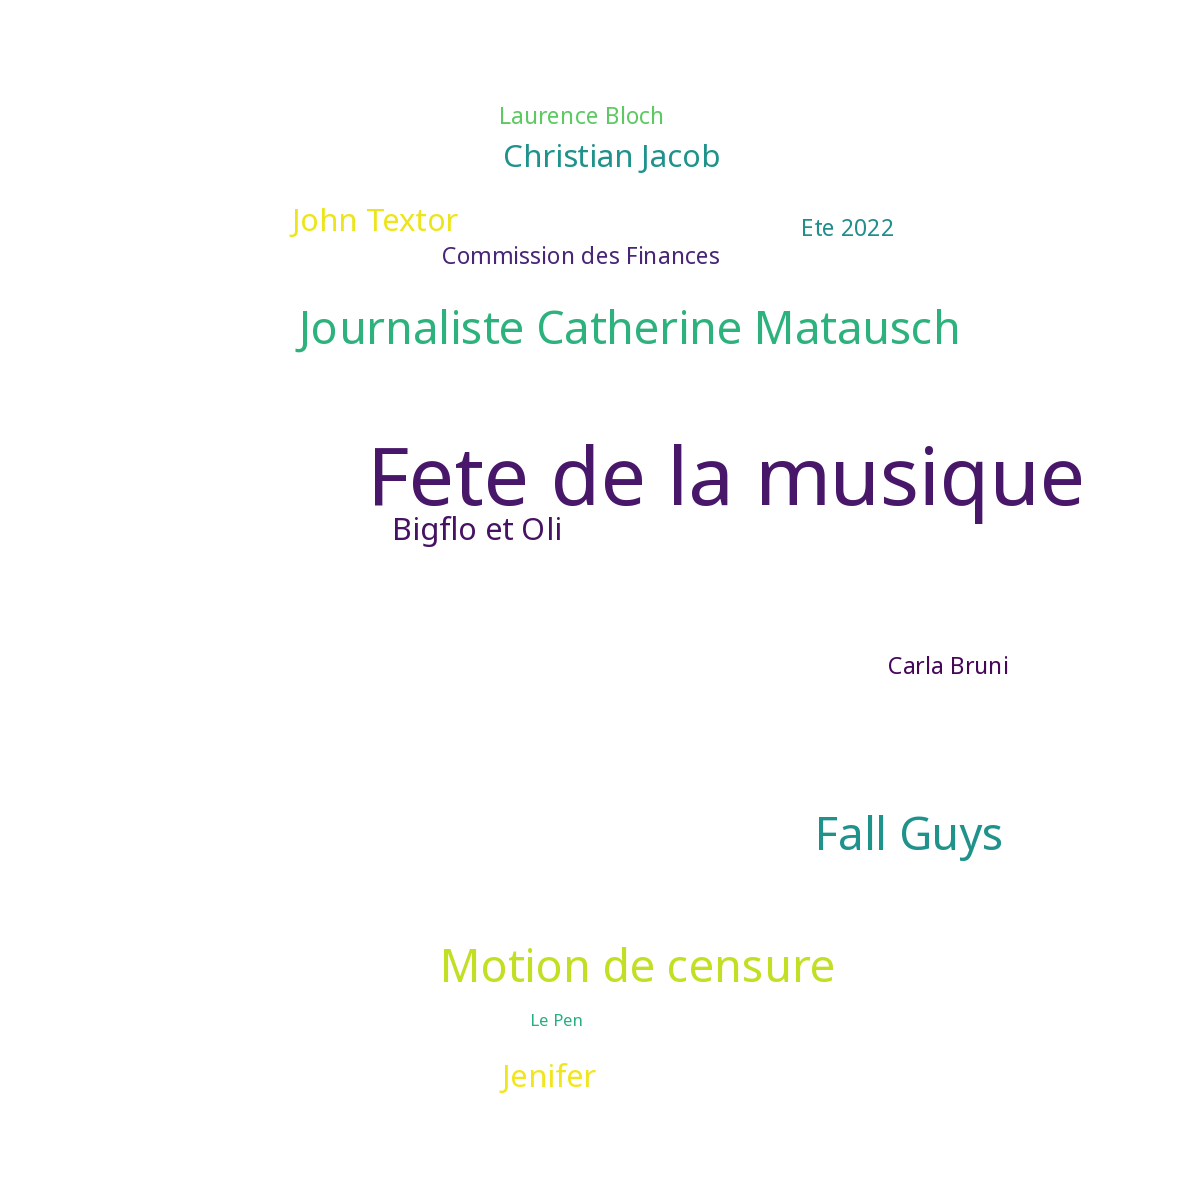 Laurence Bloch
Christian Jacob
John Textor
Ete 2022
Commission des Finances
Journaliste Catherine Matausch
Fete de la musique
Bigflo et Oli
Carla Bruni
Fall Guys
Motion de censure
Le Pen
Jenifer